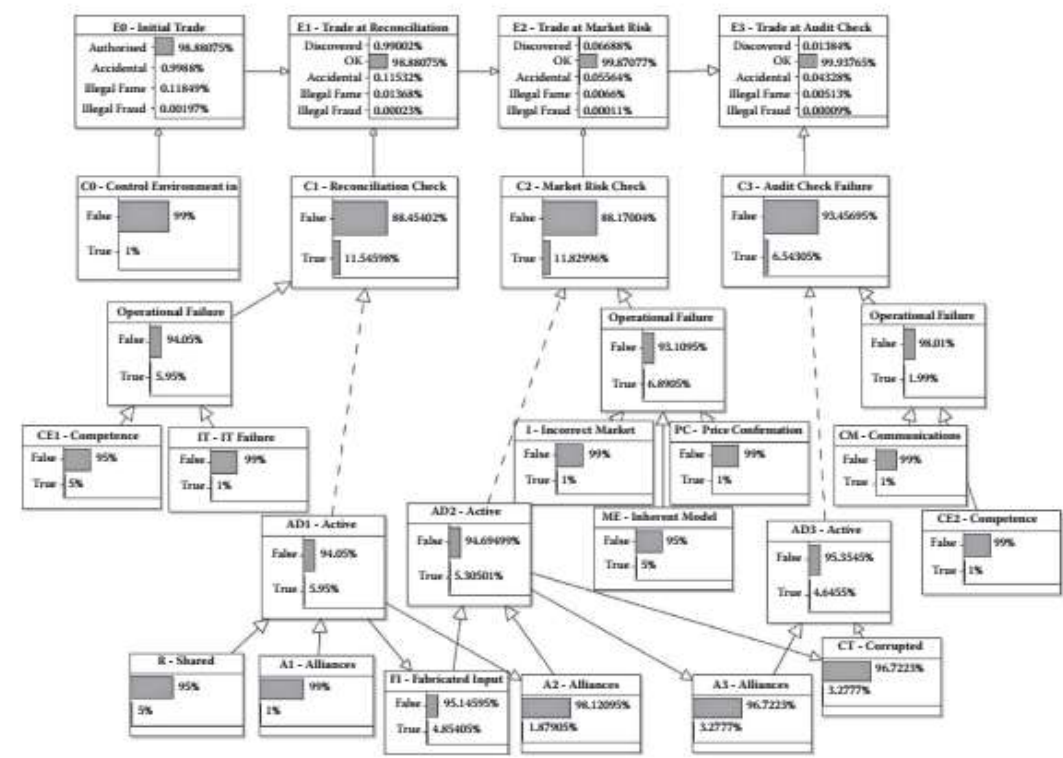 E0 - Initial Trade
Authorised 98.88075%
Accidental 0.9988%
Illegal Fame 0.11849%
Illegal Fraud 0.00197%
E1 - Trade at Reconciliation
Discovered 0.99002%
OK 98.88075%
Accidental 0.11532%
Illegal Fame 0.01368%
Illegal Fraud 0.00023%
E2 - Trade at Market Risk
Discovered 0.06688%
OK 99.87077%
Accidental 0.05564%
Illegal Fame 0.0066%
Illegal Fraud 0.00011%
E3 - Trade at Audit Check
Discovered 0.01384%
OK 99.93765%
Accidental 0.04328%
Illegal Fame 0.00513%
Illegal Fraud 0.00009%
C0 - Control Environment in
False 99%
True 1%
C1 - Reconciliation Check
False 88.45402%
True 11.54598%
C2 - Market Risk Check
False 88.17004%
True 11.82996%
C3 - Audit Check Failure
False 93.45695%
True 6.54305%
Operational Failure
False 94.05%
True 5.95%
Operational Failure
False 93.1095%
True 6.8905%
Operational Failure
False 98.01%
True 1.99%
CE1 - Competence
False 95%
True 5%
IT - IT Failure
False 99%
True 1%
I - Incorrect Market
False 99%
True 1%
PC - Price Confirmation
False 99%
True 1%
CM - Communications
False 99%
True 1%
AD1 - Active
False 94.05%
True 5.95%
AD2 - Active
False 94.69499%
True 5.30501%
ME - Inherent Model
False 95%
True 5%
AD3 - Active
False 95.3545%
True 4.6455%
CE2 - Competence
False 99%
True 1%
R - Shared
95%
5%
A1 - Alliances
99%
1%
FI - Fabricated Input
False 95.14595%
True 4.85405%
A2 - Alliances
98.12095%
1.87905%
A3 - Alliances
96.7223%
3.2777%
CT - Corrupted
96.7223%
3.2777%